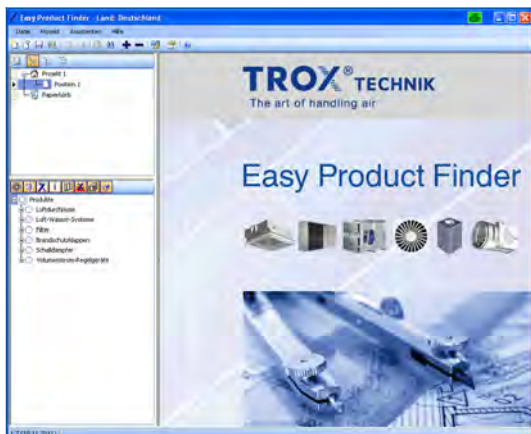 Easy Product Finder - Land: Deutschland
Datei Projekt Assistenten Hilfe
Projekt 1
Position 1
Papierkorb
TROX® TECHNIK
The art of handling air
Easy Product Finder
Produkte
Luftdurchlässe
Luft-Wasser-Systeme
Filter
Brandschutzklappen
Schalldämpfer
Volumenstrom-Regelgeräte